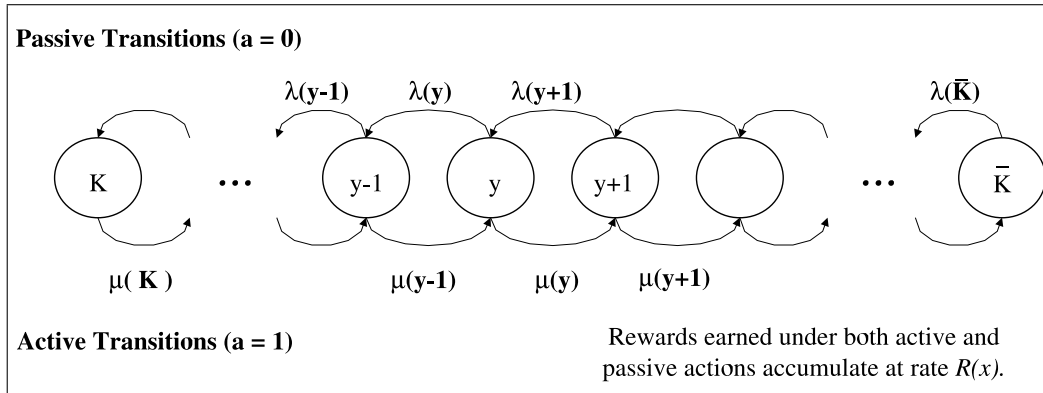 Passive Transitions (a = 0)
λ(y-1) λ(y) λ(y+1) λ(K̄)
K ... y-1 y y+1 ... K̄
μ( K ) μ(y-1) μ(y) μ(y+1)
Active Transitions (a = 1)
Rewards earned under both active and
passive actions accumulate at rate R(x).